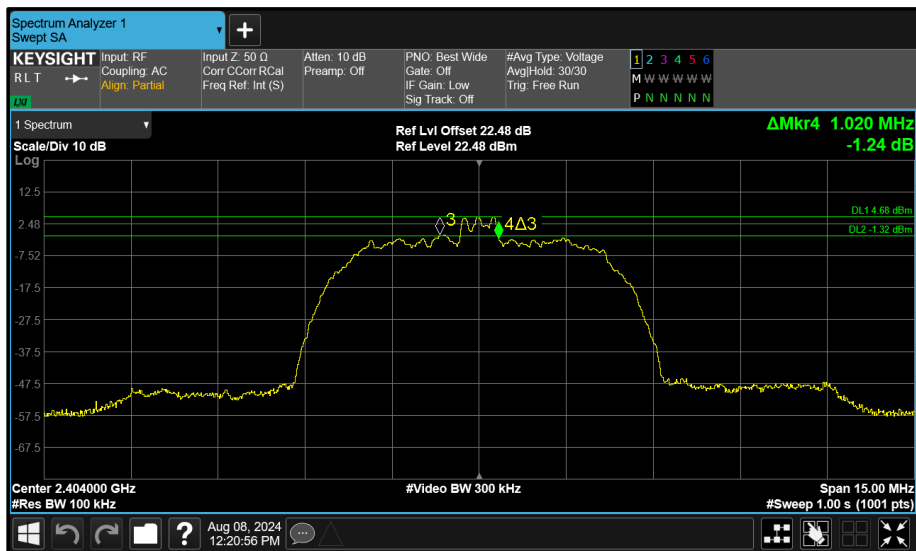 Spectrum Analyzer 1
Swept SA
KEYSIGHT
R L T
LXI
Input: RF
Coupling: AC
Align: Partial
Input Z: 50 Ω
Corr CCorr RCal
Freq Ref: Int (S)
Atten: 10 dB
Preamp: Off
PNO: Best Wide
Gate: Off
IF Gain: Low
Sig Track: Off
#Avg Type: Voltage
Avg|Hold: 30/30
Trig: Free Run
1 2 3 4 5 6
M W W W W W
P N N N N N
1 Spectrum
Scale/Div 10 dB
Ref Lvl Offset 22.48 dB
Ref Level 22.48 dBm
ΔMkr4 1.020 MHz
-1.24 dB
Log
12.5
2.48
-7.52
-17.5
-27.5
-37.5
-47.5
-57.5
-67.5
DL1 4.68 dBm
3
4Δ3
DL2 -1.32 dBm
Center 2.404000 GHz
#Video BW 300 kHz
Span 15.00 MHz
#Res BW 100 kHz
#Sweep 1.00 s (1001 pts)
?
Aug 08, 2024
12:20:56 PM